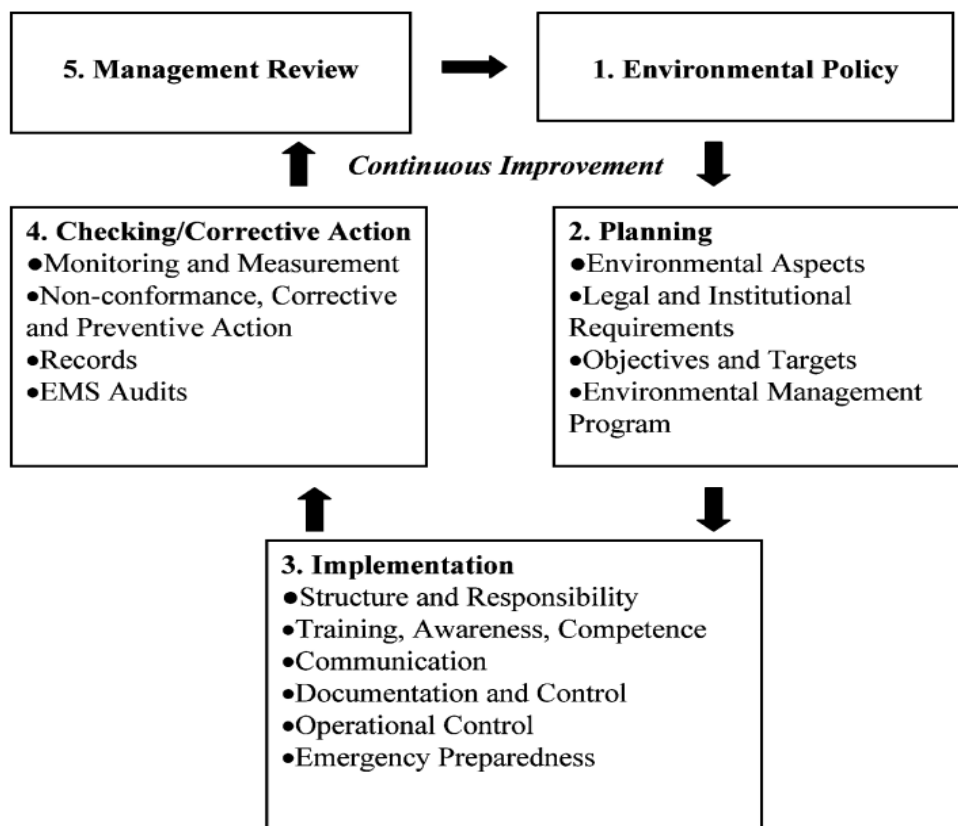 5. Management Review
1. Environmental Policy
Continuous Improvement
4. Checking/Corrective Action
●Monitoring and Measurement
●Non-conformance, Corrective
and Preventive Action
●Records
●EMS Audits
2. Planning
●Environmental Aspects
●Legal and Institutional
Requirements
●Objectives and Targets
●Environmental Management
Program
3. Implementation
●Structure and Responsibility
●Training, Awareness, Competence
●Communication
●Documentation and Control
●Operational Control
●Emergency Preparedness